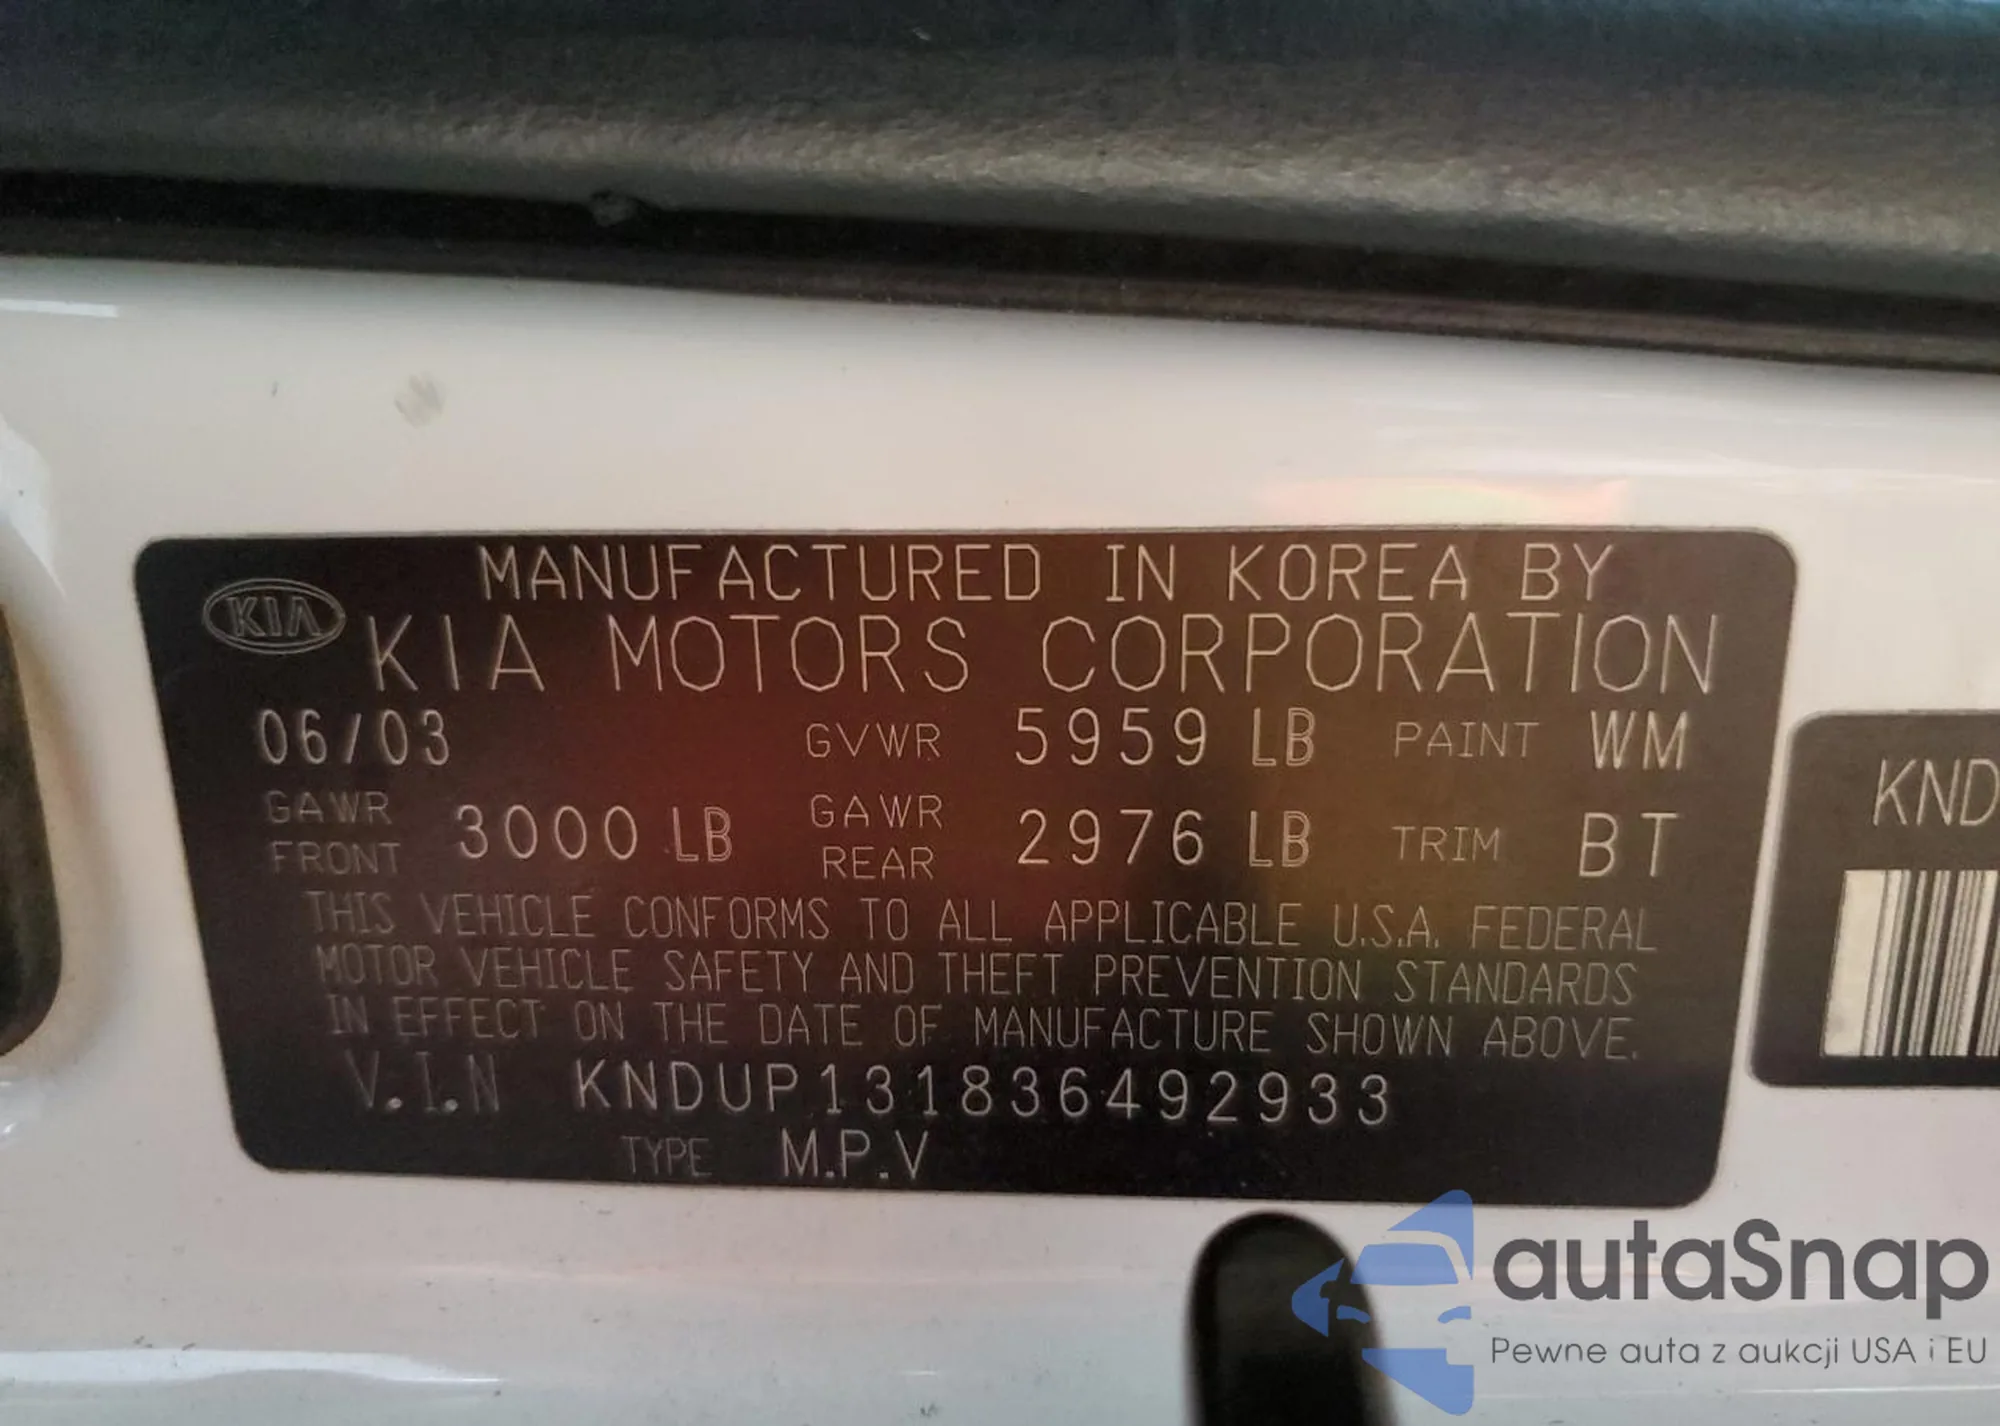 MANUFACTURED IN KOREA BY
KIA KIA MOTORS CORPORATION
06/03 GVWR 5959 LB PAINT WM
GAWR FRONT 3000 LB GAWR REAR 2976 LB TRIM BT
THIS VEHICLE CONFORMS TO ALL APPLICABLE U.S.A. FEDERAL
MOTOR VEHICLE SAFETY AND THEFT PREVENTION STANDARDS
IN EFFECT ON THE DATE OF MANUFACTURE SHOWN ABOVE.
V.I.N KNDUP131836492933
TYPE M.P.V
KND
autaSnap
Pewne auta z aukcji USA i EU